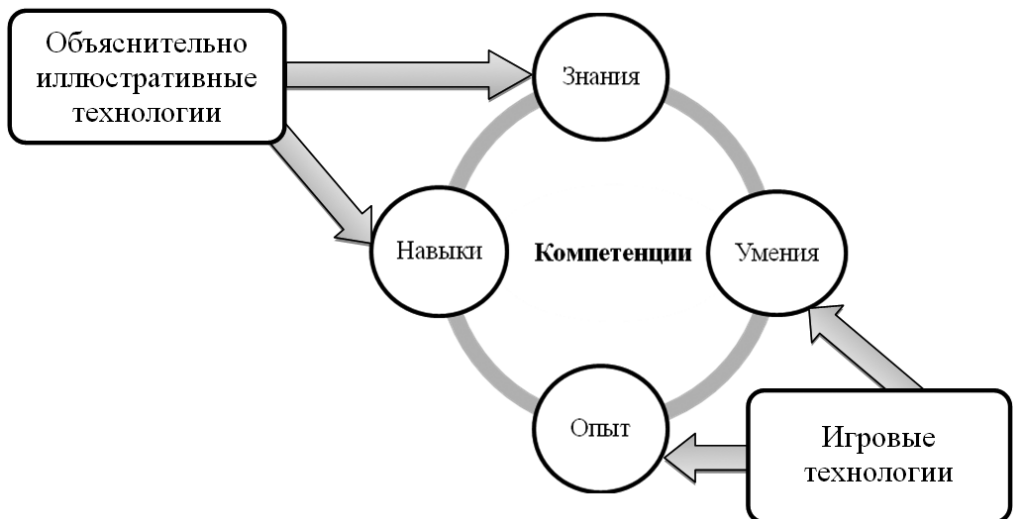 Объяснительно
иллюстративные
технологии
Знания
Навыки
Компетенции
Умения
Опыт
Игровые
технологии